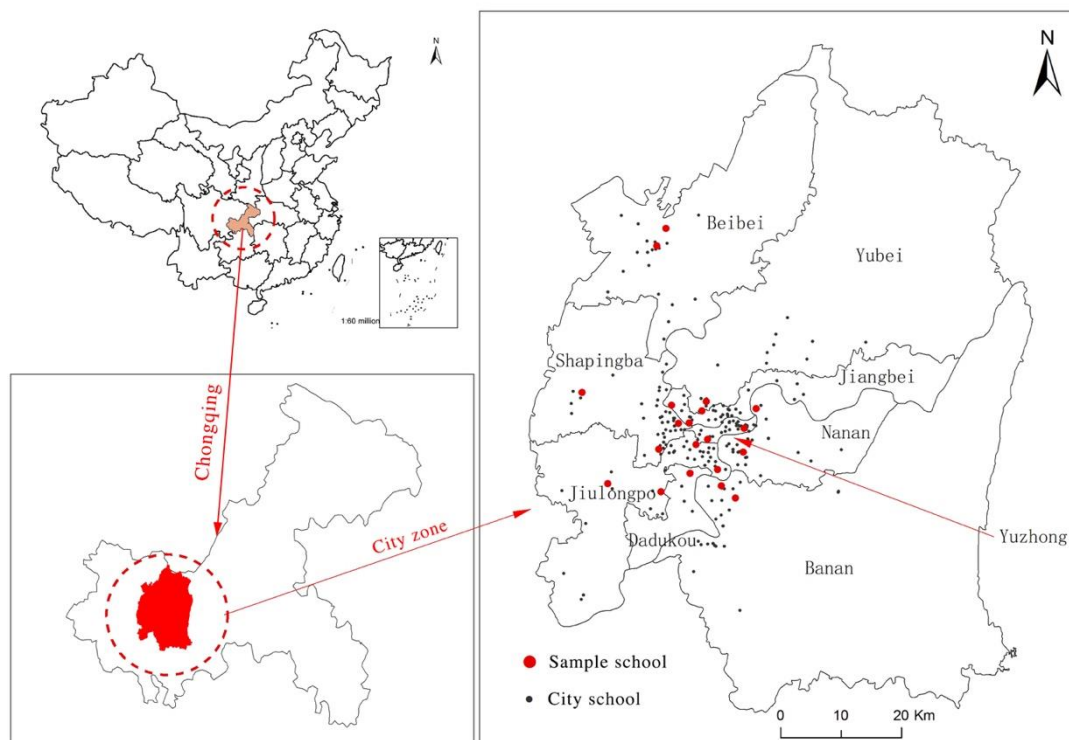 N
1:60 million
Chongqing
City zone
N
Beibei
Yubei
Shapingba
Jiangbei
Nanan
Jiulongpo
Dadukou
Yuzhong
Banan
Sample school
City school
0 10 20 Km